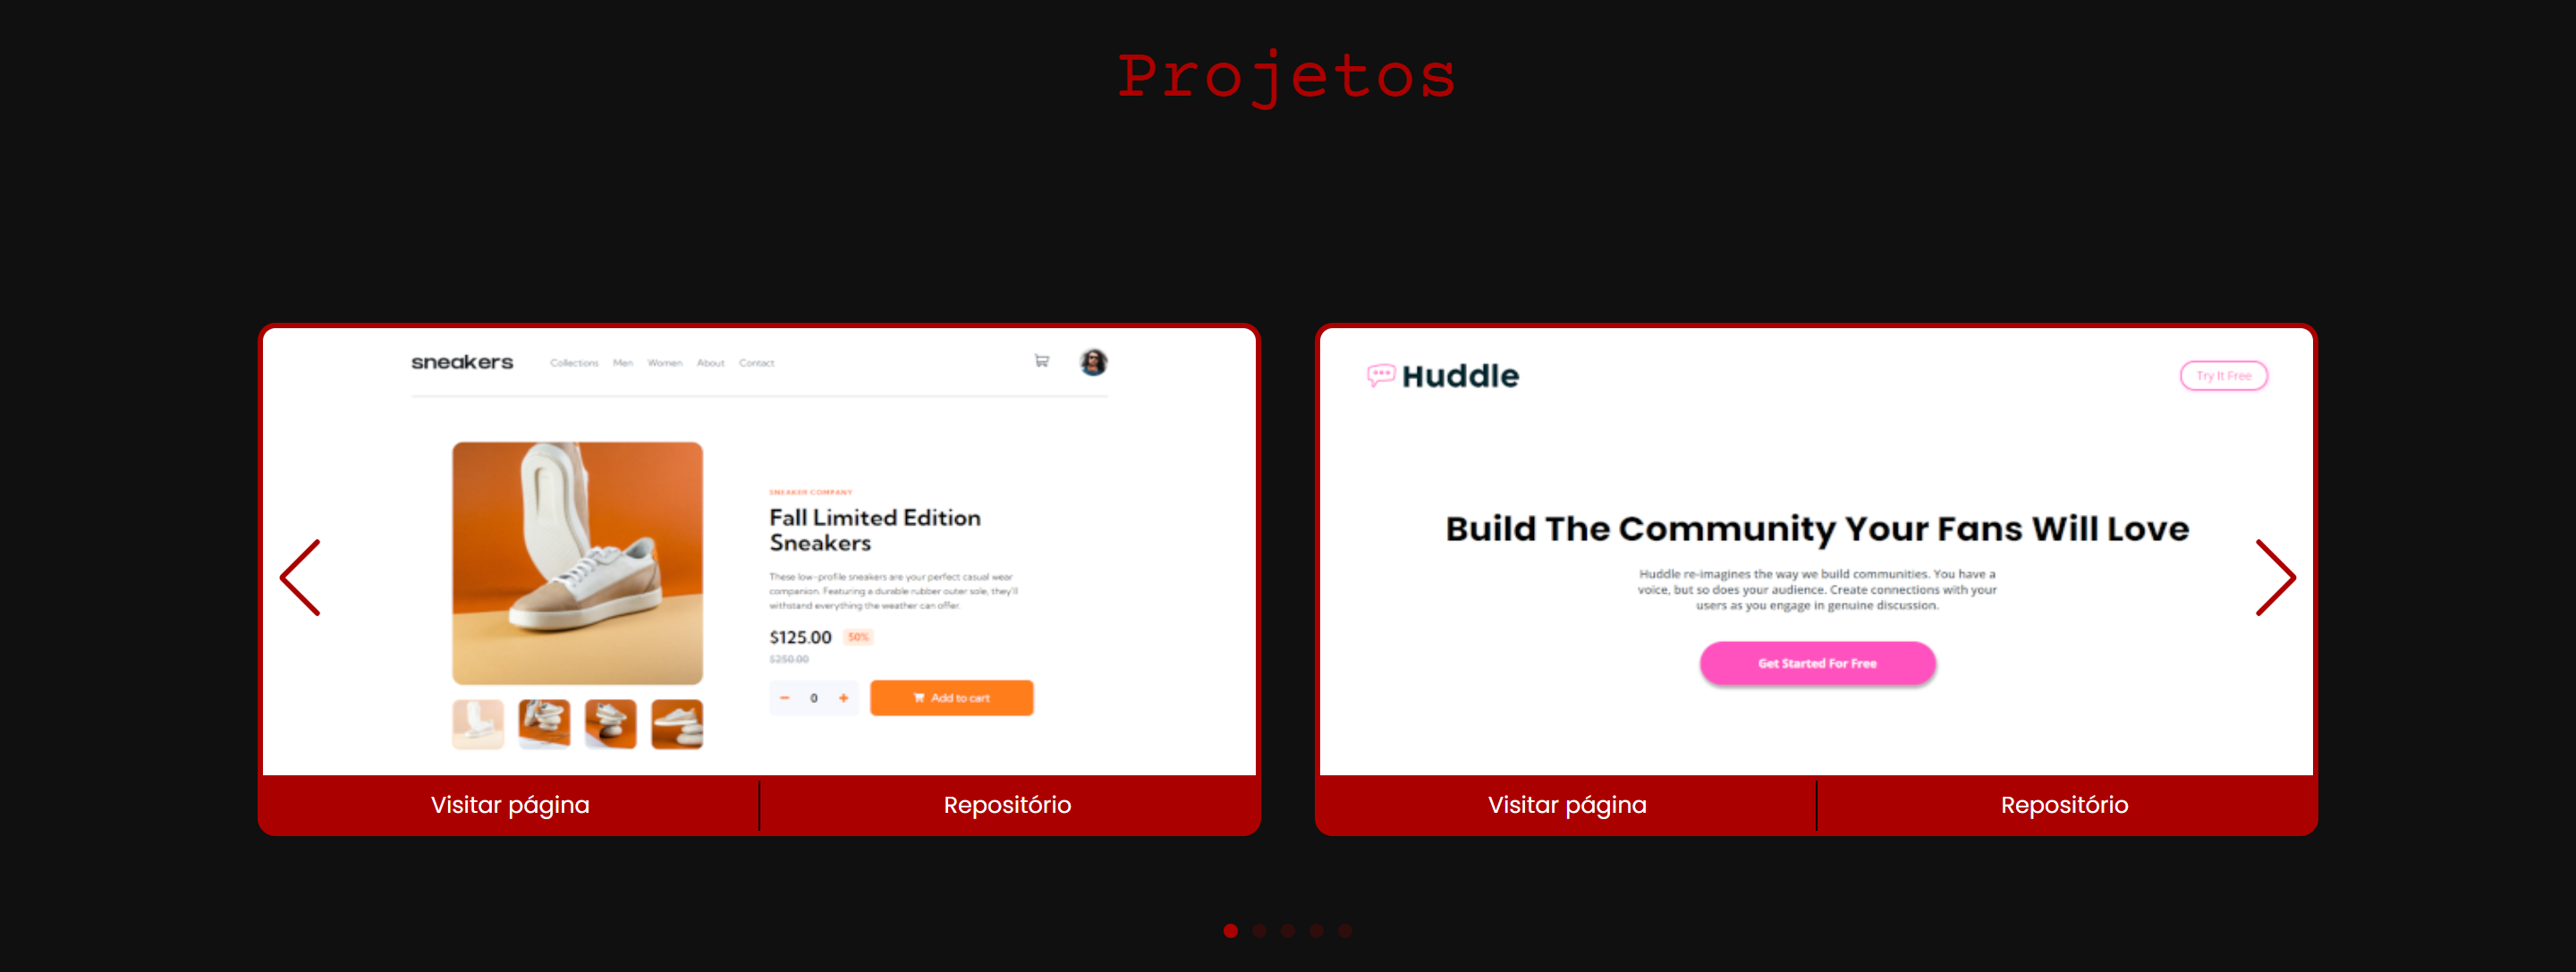 Projetos
sneakers
Collections Men Women About Contact
SNEAKER COMPANY
Fall Limited Edition
Sneakers
These low-profile sneakers are your perfect casual wear
companion. Featuring a durable rubber outer sole, they'll
withstand everything the weather can offer.
$125.00 50%
$250.00
0
Add to cart
Visitar página
Repositório
Huddle
Try It Free
Build The Community Your Fans Will Love
Huddle re-imagines the way we build communities. You have a
voice, but so does your audience. Create connections with your
users as you engage in genuine discussion.
Get Started For Free
Visitar página
Repositório